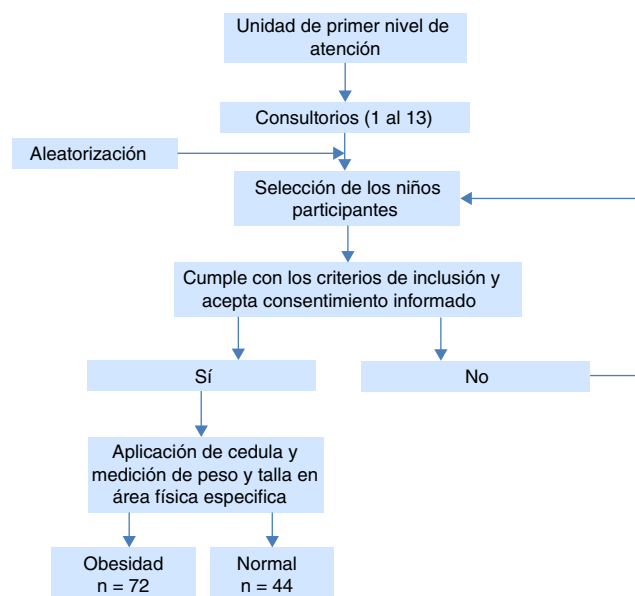 Unidad de primer nivel de
atención
Consultorios (1 al 13)
Aleatorización
Selección de los niños
participantes
Cumple con los criterios de inclusión y
acepta consentimiento informado
Sí
No
Aplicación de cedula y
medición de peso y talla en
área física especifica
Obesidad
n = 72
Normal
n = 44